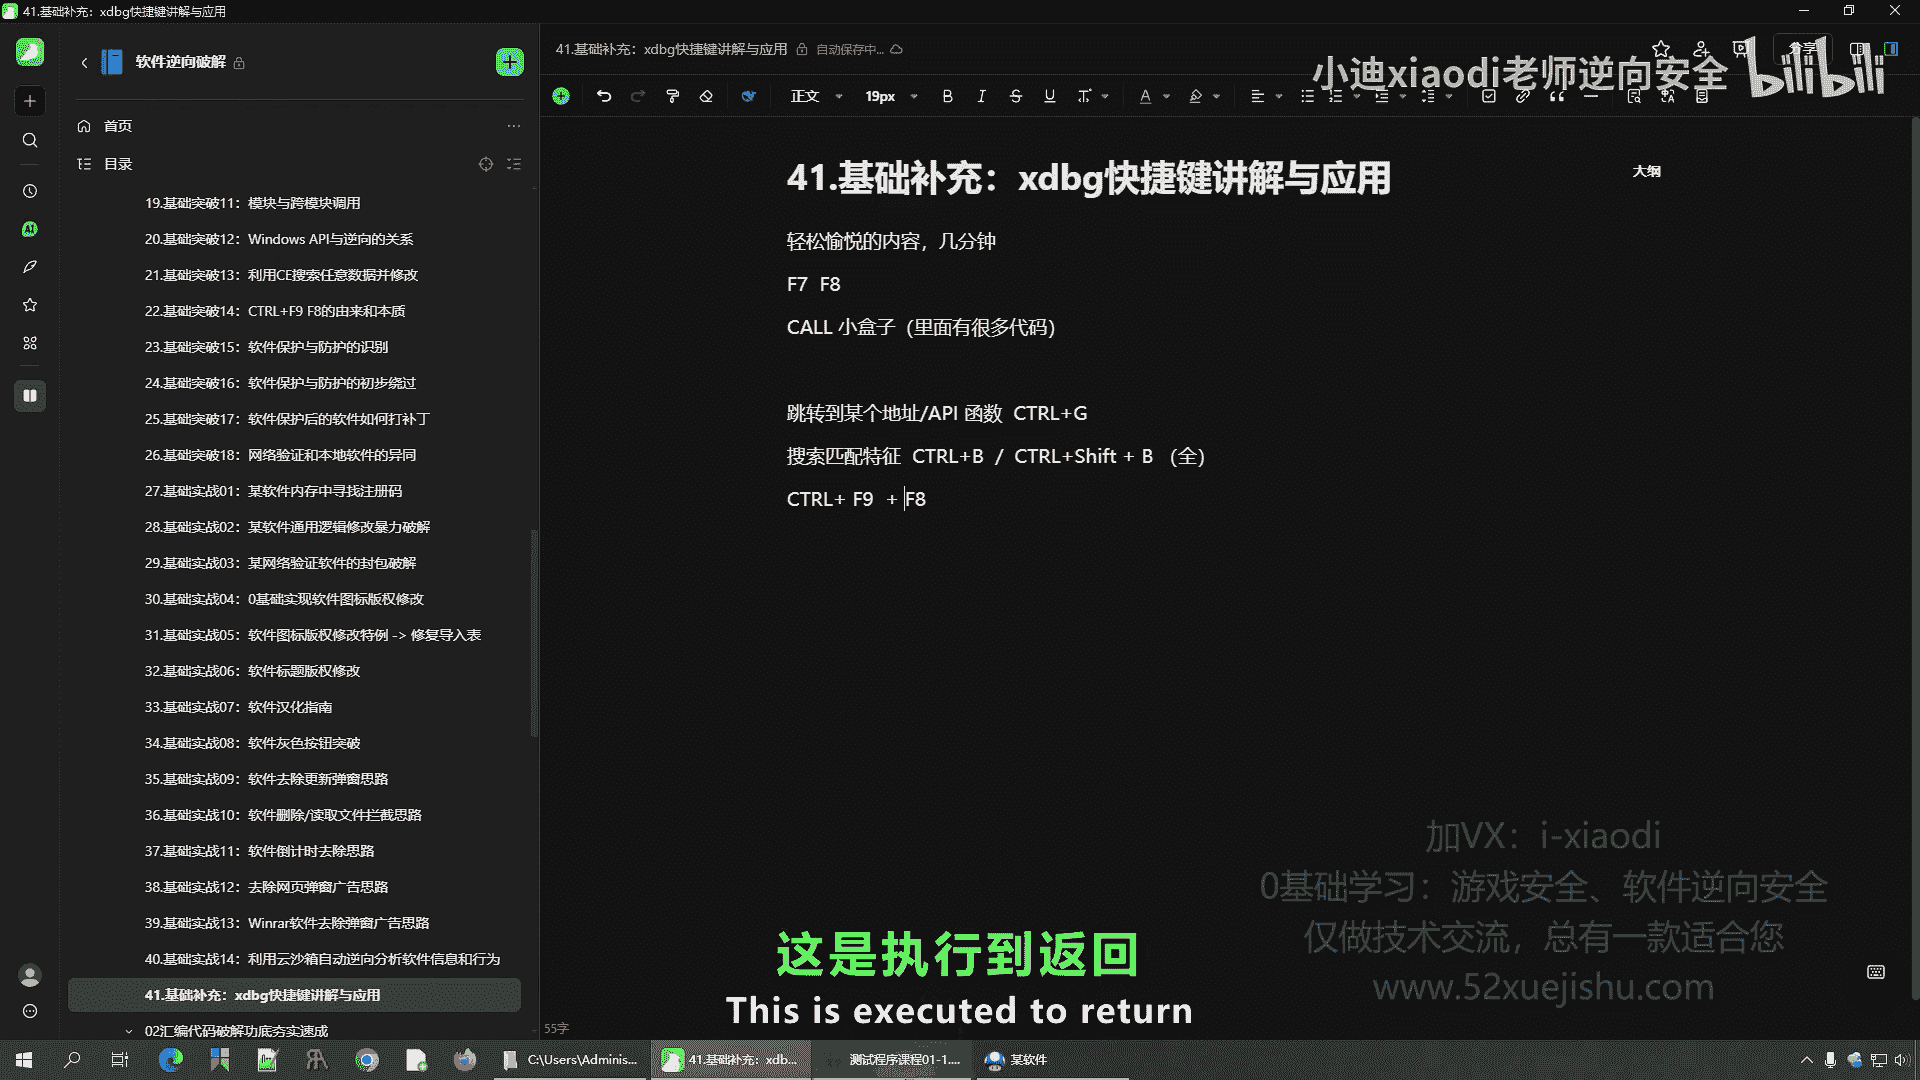 41.基础补充：xdbg快捷键讲解与应用
软件逆向破解
首页
目录
19.基础突破11：模块与跨模块调用
20.基础突破12：Windows API与逆向的关系
21.基础突破13：利用CE搜索任意数据并修改
22.基础突破14：CTRL+F9 F8的由来和本质
23.基础突破15：软件保护与防护的识别
24.基础突破16：软件保护与防护的初步绕过
25.基础突破17：软件保护后的软件如何打补丁
26.基础突破18：网络验证和本地软件的异同
27.基础实战01：某软件内存中寻找注册码
28.基础实战02：某软件通用逻辑修改暴力破解
29.基础实战03：某网络验证软件的封包破解
30.基础实战04：0基础实现软件图标版权修改
31.基础实战05：软件图标版权修改特例 -> 修复导入表
32.基础实战06：软件标题版权修改
33.基础实战07：软件汉化指南
34.基础实战08：软件灰色按钮突破
35.基础实战09：软件去除更新弹窗思路
36.基础实战10：软件删除/读取文件拦截思路
37.基础实战11：软件倒计时去除思路
38.基础实战12：去除网页弹窗广告思路
39.基础实战13：Winrar软件去除弹窗广告思路
40.基础实战14：利用云沙箱自动逆向分析软件信息和行为
41.基础补充：xdbg快捷键讲解与应用
02汇编代码破解功底夯实速成
41.基础补充：xdbg快捷键讲解与应用 自动保存中...
分享
小迪xiaodi老师逆向安全 bilibili
正文 19px
41.基础补充：xdbg快捷键讲解与应用
大纲
轻松愉悦的内容，几分钟
F7 F8
CALL 小盒子（里面有很多代码）
跳转到某个地址/API 函数 CTRL+G
搜索匹配特征 CTRL+B / CTRL+Shift + B （全）
CTRL+ F9 + F8
加VX：i-xiaodi
0基础学习：游戏安全、软件逆向安全
仅做技术交流，总有一款适合您
www.52xuejishu.com
这是执行到返回
This is executed to return
55字
C:\Users\Adminis...
41.基础补充：xdb...
测试程序课程01-1....
某软件